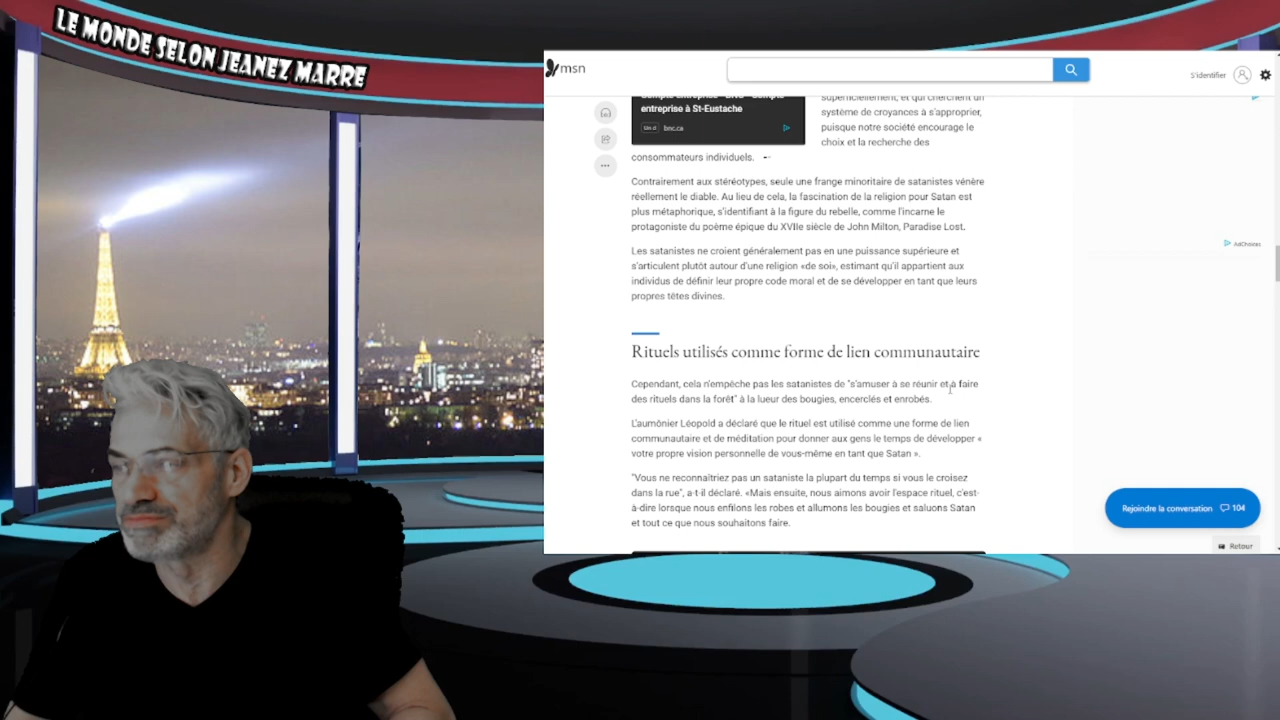 LE MONDE SELON JEANEZ MARRE
msn
S'identifier
entreprise à St-Eustache
bnc.ca
superficiellement, et qui cherchent un
système de croyances à s'approprier,
puisque notre société encourage le
choix et la recherche des
consommateurs individuels.
Contrairement aux stéréotypes, seule une frange minoritaire de satanistes vénère
réellement le diable. Au lieu de cela, la fascination de la religion pour Satan est
plus métaphorique, s'identifiant à la figure du rebelle, comme l'incarne le
protagoniste du poème épique du XVIIe siècle de John Milton, Paradise Lost.
Les satanistes ne croient généralement pas en une puissance supérieure et
s'articulent plutôt autour d'une religion «de soi», estimant qu'il appartient aux
individus de définir leur propre code moral et de se développer en tant que leurs
propres têtes divines.
AdChoices
Rituels utilisés comme forme de lien communautaire
Cependant, cela n'empêche pas les satanistes de "s'amuser à se réunir et à faire
des rituels dans la forêt" à la lueur des bougies, encerclés et enrobés.
L'aumônier Léopold a déclaré que le rituel est utilisé comme une forme de lien
communautaire et de méditation pour donner aux gens le temps de développer «
votre propre vision personnelle de vous-même en tant que Satan ».
"Vous ne reconnaîtriez pas un sataniste la plupart du temps si vous le croisez
dans la rue", a-t-il déclaré. «Mais ensuite, nous aimons avoir l'espace rituel, c'est-
à-dire lorsque nous enfilons les robes et allumons les bougies et saluons Satan
et tout ce que nous souhaitons faire.
Rejoindre la conversation 104
Retour